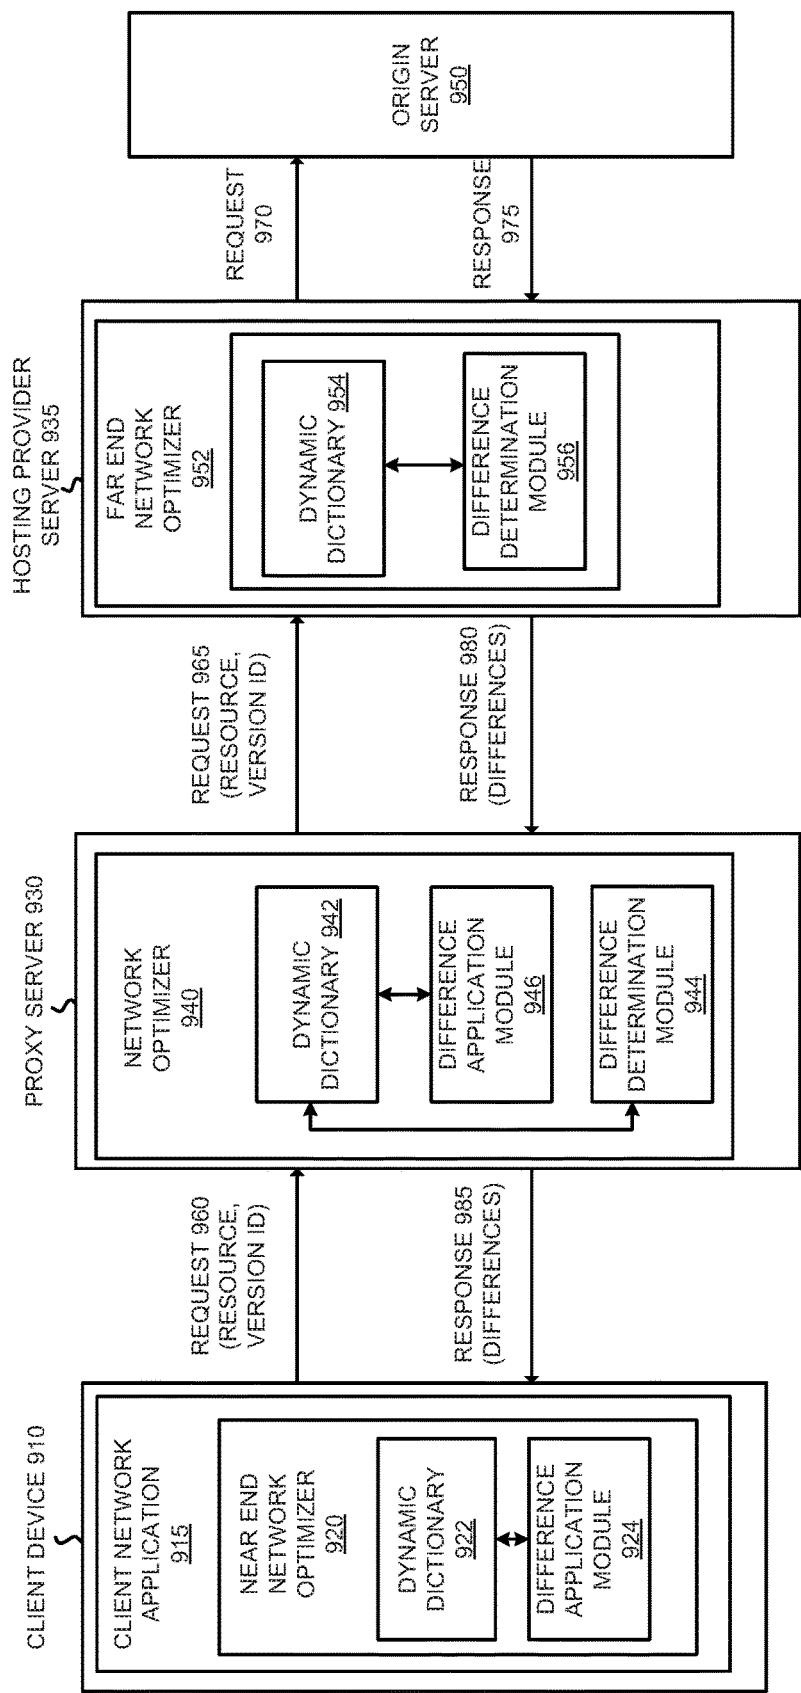 CLIENT DEVICE 910
CLIENT NETWORK
APPLICATION
915
NEAR END
NETWORK
OPTIMIZER
920
DYNAMIC
DICTIONARY
922
DIFFERENCE
APPLICATION
MODULE
924
REQUEST 960
(RESOURCE,
VERSION ID)
RESPONSE 985
(DIFFERENCES)
PROXY SERVER 930
NETWORK
OPTIMIZER
940
DYNAMIC
DICTIONARY 942
DIFFERENCE
APPLICATION
MODULE
946
DIFFERENCE
DETERMINATION
MODULE
944
REQUEST 965
(RESOURCE,
VERSION ID)
RESPONSE 980
(DIFFERENCES)
HOSTING PROVIDER
SERVER 935
FAR END
NETWORK
OPTIMIZER
952
DYNAMIC
DICTIONARY 954
DIFFERENCE
DETERMINATION
MODULE
956
REQUEST
970
RESPONSE
975
ORIGIN
SERVER
950